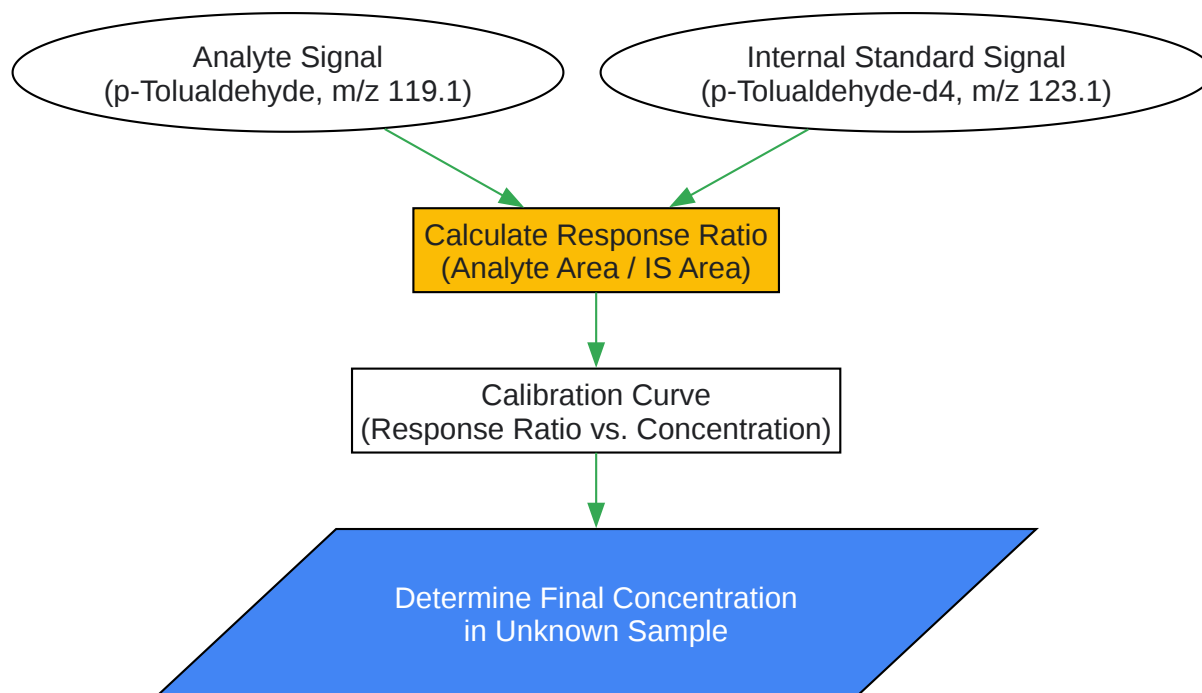 Analyte Signal
(p-Tolualdehyde, m/z 119.1)
Internal Standard Signal
(p-Tolualdehyde-d4, m/z 123.1)
Calculate Response Ratio
(Analyte Area / IS Area)
Calibration Curve
(Response Ratio vs. Concentration)
Determine Final Concentration
in Unknown Sample